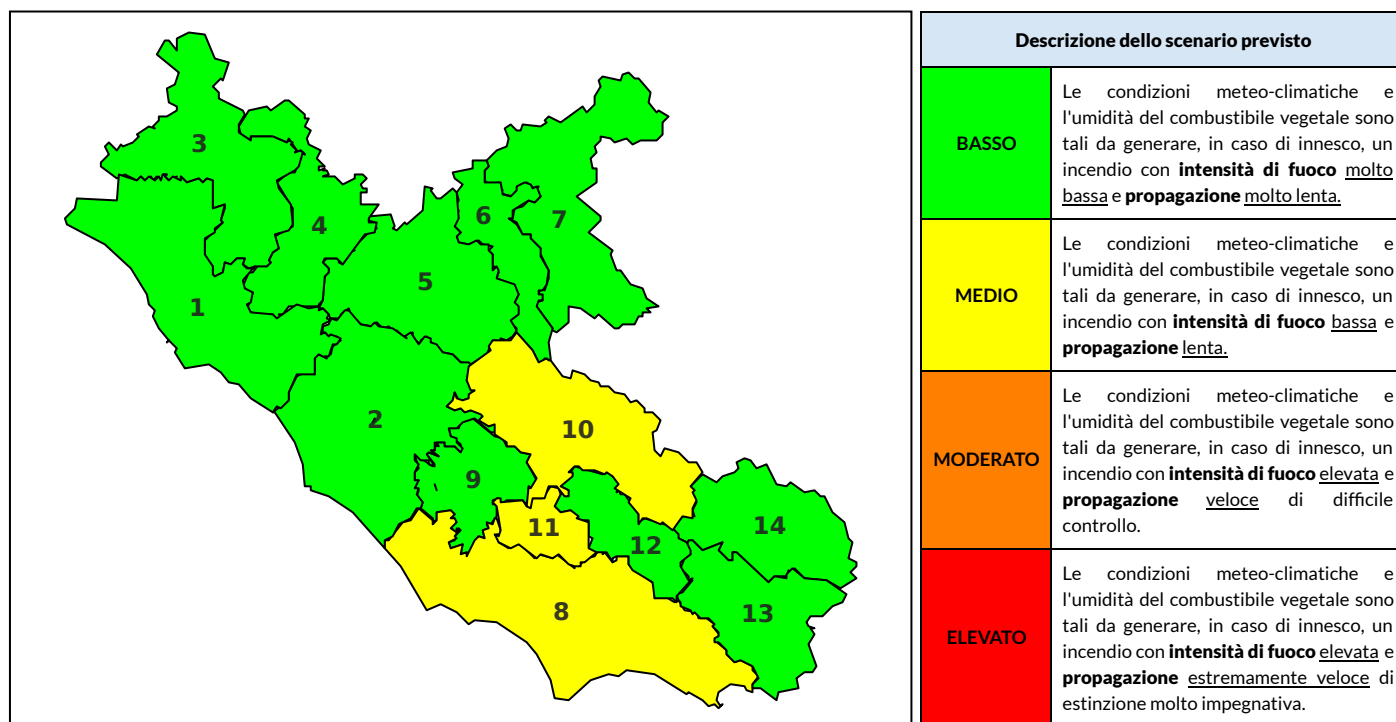 3
4
6
7
5
1
2
10
9
11
14
12
8
13
Descrizione dello scenario previsto
BASSO
Le condizioni meteo-climatiche e
l'umidità del combustibile vegetale sono
tali da generare, in caso di innesco, un
incendio con intensità di fuoco molto
bassa e propagazione molto lenta.
MEDIO
Le condizioni meteo-climatiche e
l'umidità del combustibile vegetale sono
tali da generare, in caso di innesco, un
incendio con intensità di fuoco bassa e
propagazione lenta.
MODERATO
Le condizioni meteo-climatiche e
l'umidità del combustibile vegetale sono
tali da generare, in caso di innesco, un
incendio con intensità di fuoco elevata e
propagazione veloce di difficile
controllo.
ELEVATO
Le condizioni meteo-climatiche e
l'umidità del combustibile vegetale sono
tali da generare, in caso di innesco, un
incendio con intensità di fuoco elevata e
propagazione estremamente veloce di
estinzione molto impegnativa.